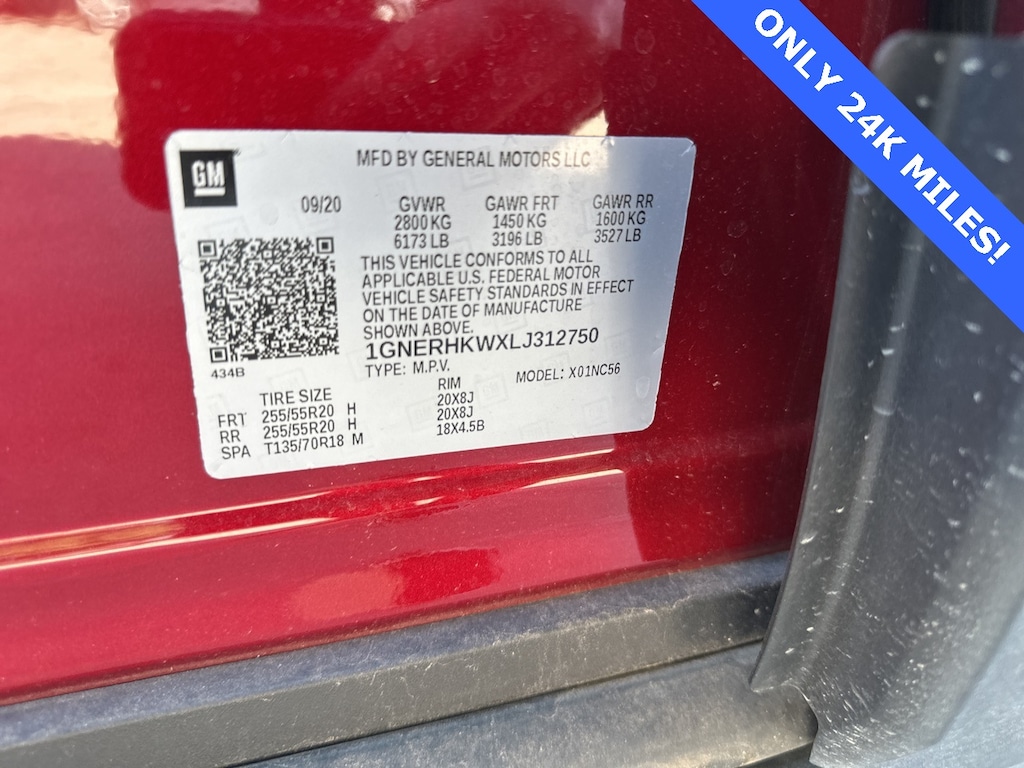 ONLY 24K MILES!
GM
MFD BY GENERAL MOTORS LLC
09/20 GVWR GAWR FRT GAWR RR
2800 KG 1450 KG 1600 KG
6173 LB 3196 LB 3527 LB
THIS VEHICLE CONFORMS TO ALL
APPLICABLE U.S. FEDERAL MOTOR
VEHICLE SAFETY STANDARDS IN EFFECT
ON THE DATE OF MANUFACTURE
SHOWN ABOVE.
1GNERHKWXLJ312750
434B
TYPE: M.P.V. MODEL: X01NC56
TIRE SIZE RIM
FRT 255/55R20 H 20X8J
RR 255/55R20 H 20X8J
SPA T135/70R18 M 18X4.5B